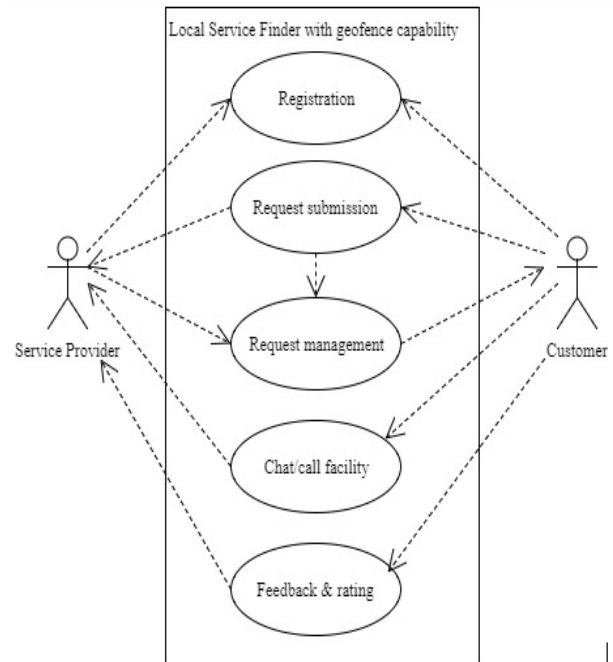 Local Service Finder with geofence capability
Registration
Request submission
Request management
Service Provider
Customer
Chat/call facility
Feedback & rating